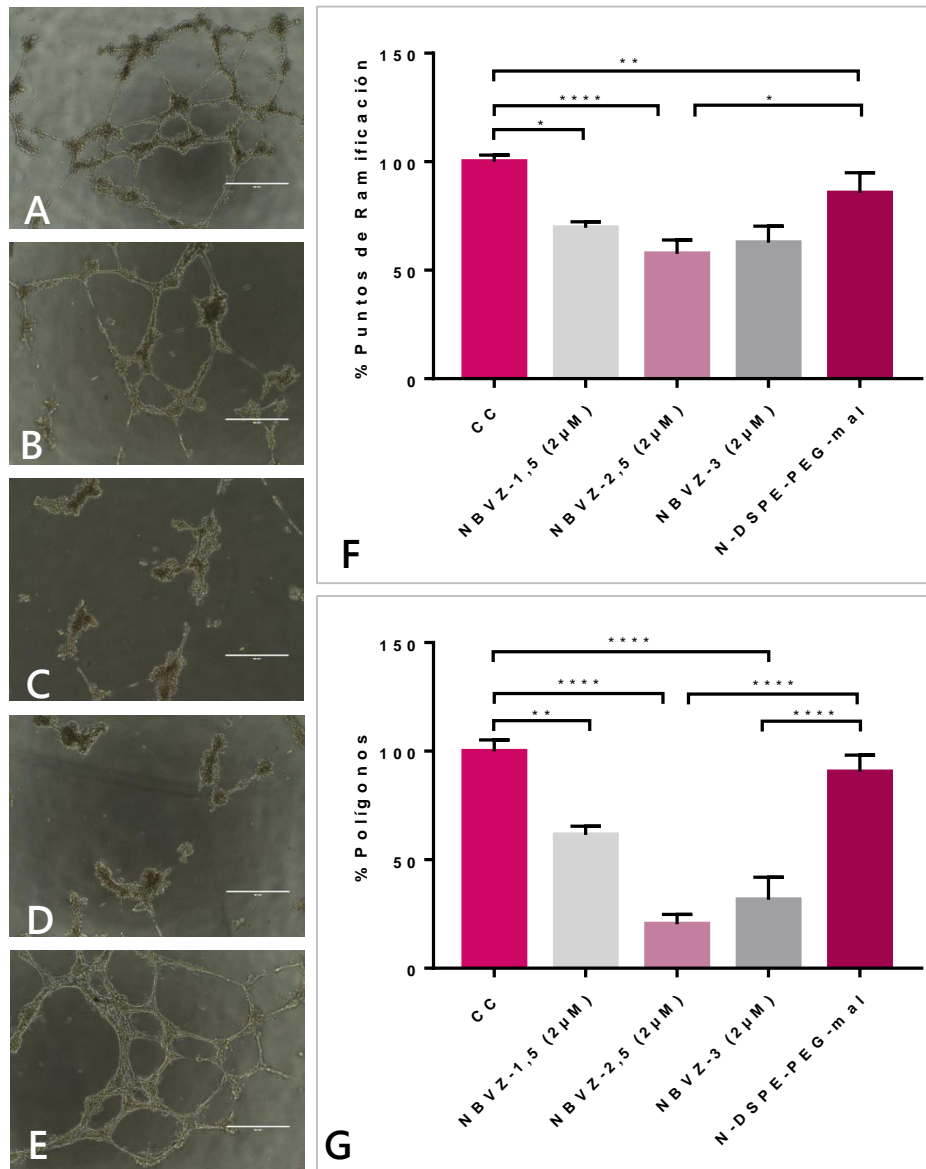 A
B
C
D
E
F
% Puntos de Ramificación
150
100
50
0
**
****
*
*
CC
NBVZ-1,5 (2µM)
NBVZ-2,5 (2µM)
NBVZ-3 (2µM)
N-DSPE-PEG-mal
G
% Polígonos
150
100
50
0
****
****
****
**
****
CC
NBVZ-1,5 (2µM)
NBVZ-2,5 (2µM)
NBVZ-3 (2µM)
N-DSPE-PEG-mal